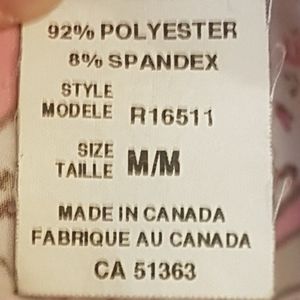 92% POLYESTER
8% SPANDEX
STYLE
MODELE R16511
SIZE
TAILLE M/M
MADE IN CANADA
FABRIQUE AU CANADA
CA 51363